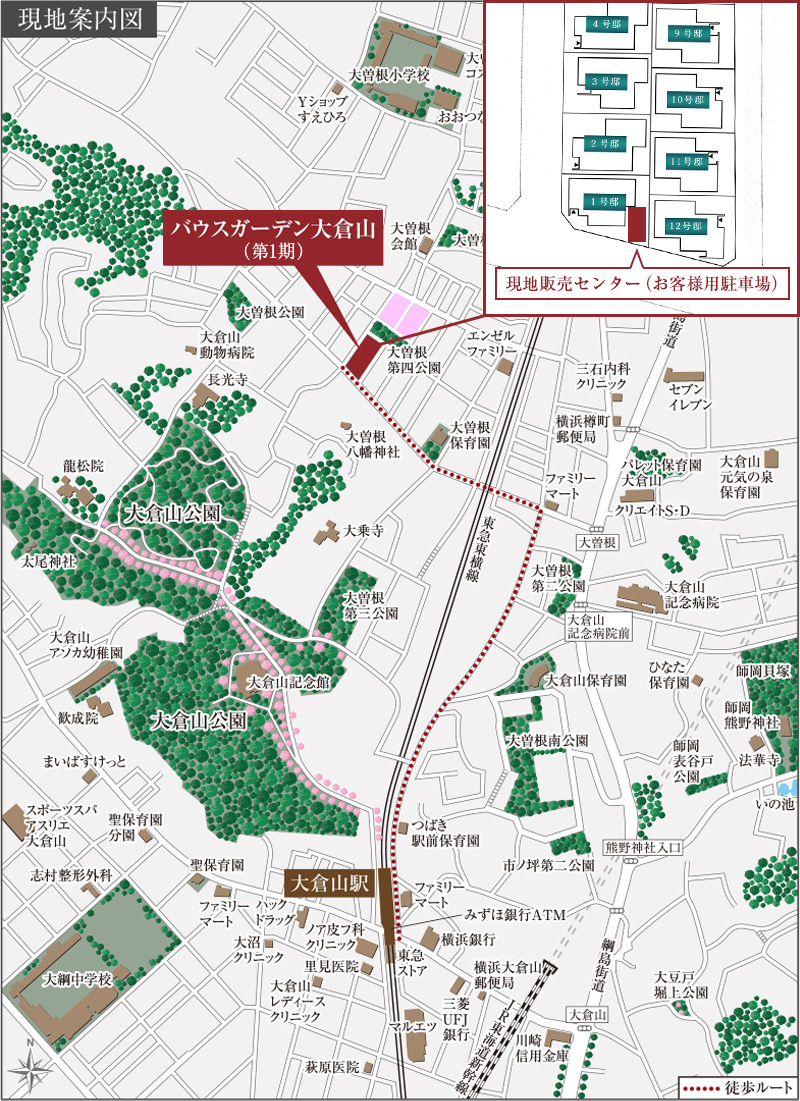 現地案内図
4号邸
9号邸
3号邸
10号邸
2号邸
11号邸
1号邸
12号邸
現地販売センター（お客様用駐車場）
大曽根小学校
Yショップ
すえひろ
バウスガーデン大倉山
（第1期）
大曽根
会館
大曽根公園
大倉山
動物病院
長光寺
大曽根
第四公園
エンゼル
ファミリー
島街道
三石内科
クリニック
セブン
イレブン
横浜樽町
郵便局
大曽根
八幡神社
大曽根
保育園
龍松院
大倉山公園
ファミリー
マート
パレット保育園
大倉山
クリエイトS・D
大倉山
元気の泉
保育園
大乗寺
東急東横線
大曽根
太尾神社
大曽根
第二公園
大曽根
第三公園
大倉山
記念病院
大倉山
記念病院前
大倉山
アソカ幼稚園
大倉山記念館
大倉山保育園
ひなた
保育園
師岡貝塚
歓成院
大倉山公園
師岡
熊野神社
大曽根南公園
師岡
表谷戸
公園
法華寺
まいばすけっと
いの池
スポーツスパ
アスリエ
大倉山
聖保育園
分園
つばき
駅前保育園
熊野神社入口
市ノ坪第二公園
志村整形外科
聖保育園
大倉山駅
ファミリー
マート
ハック
ドラッグ
ファミリー
マート
みずほ銀行ATM
ノア皮フ科
クリニック
横浜銀行
大沼
クリニック
東急
ストア
里見医院
横浜大倉山
郵便局
綱島街道
大綱中学校
大倉山
レディース
クリニック
大豆戸
堀上公園
三菱
UFJ
銀行
マルエツ
JR東海道新幹線
大倉山
川崎
信用金庫
萩原医院
N
徒歩ルート